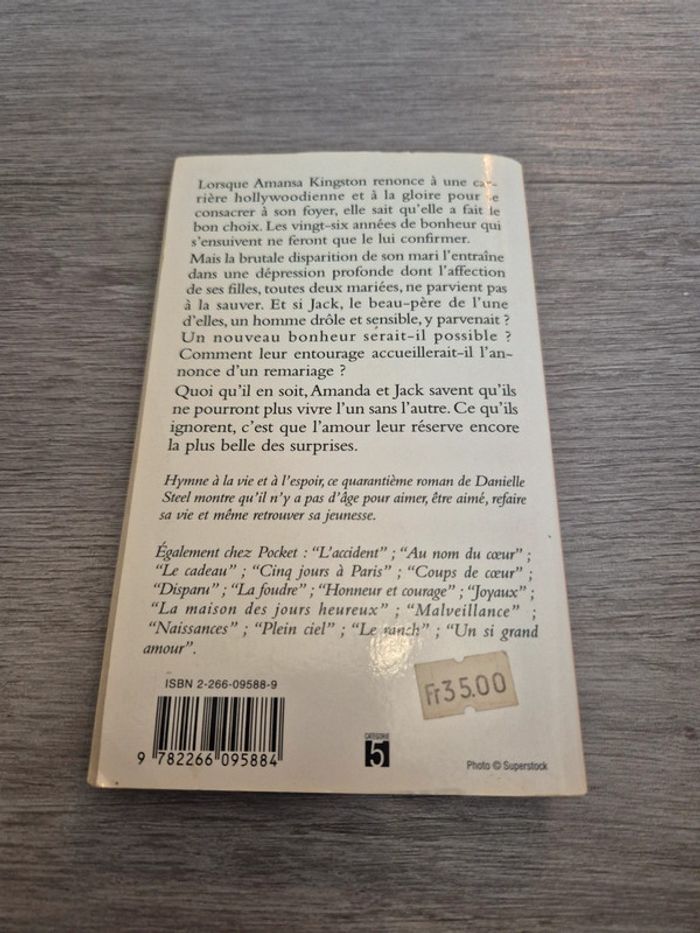 Lorsque Amansa Kingston renonce à une car-
rière hollywoodienne et à la gloire pour se
consacrer à son foyer, elle sait qu'elle a fait le
bon choix. Les vingt-six années de bonheur qui
s'ensuivent ne feront que le lui confirmer.
Mais la brutale disparition de son mari l'entraîne
dans une dépression profonde dont l'affection
de ses filles, toutes deux mariées, ne parvient pas
à la sauver. Et si Jack, le beau-père de l'une
d'elles, un homme drôle et sensible, y parvenait ?
Un nouveau bonheur serait-il possible ?
Comment leur entourage accueillerait-il l'an-
nonce d'un remariage ?
Quoi qu'il en soit, Amanda et Jack savent qu'ils
ne pourront plus vivre l'un sans l'autre. Ce qu'ils
ignorent, c'est que l'amour leur réserve encore
la plus belle des surprises.
Hymne à la vie et à l'espoir, ce quarantième roman de Danielle
Steel montre qu'il n'y a pas d'âge pour aimer, être aimé, refaire
sa vie et même retrouver sa jeunesse.
Également chez Pocket : "L'accident" ; "Au nom du cœur" ;
"Le cadeau" ; "Cinq jours à Paris" ; "Coups de cœur" ;
"Disparu" ; "La foudre" ; "Honneur et courage" ; "Joyaux" ;
"La maison des jours heureux" ; "Malveillance" ;
"Naissances" ; "Plein ciel" ; "Le ranch" ; "Un si grand
amour".
ISBN 2-266-09588-9
Fr35.00
9 782266 095884
CATÉGORIE
5
Photo © Superstock